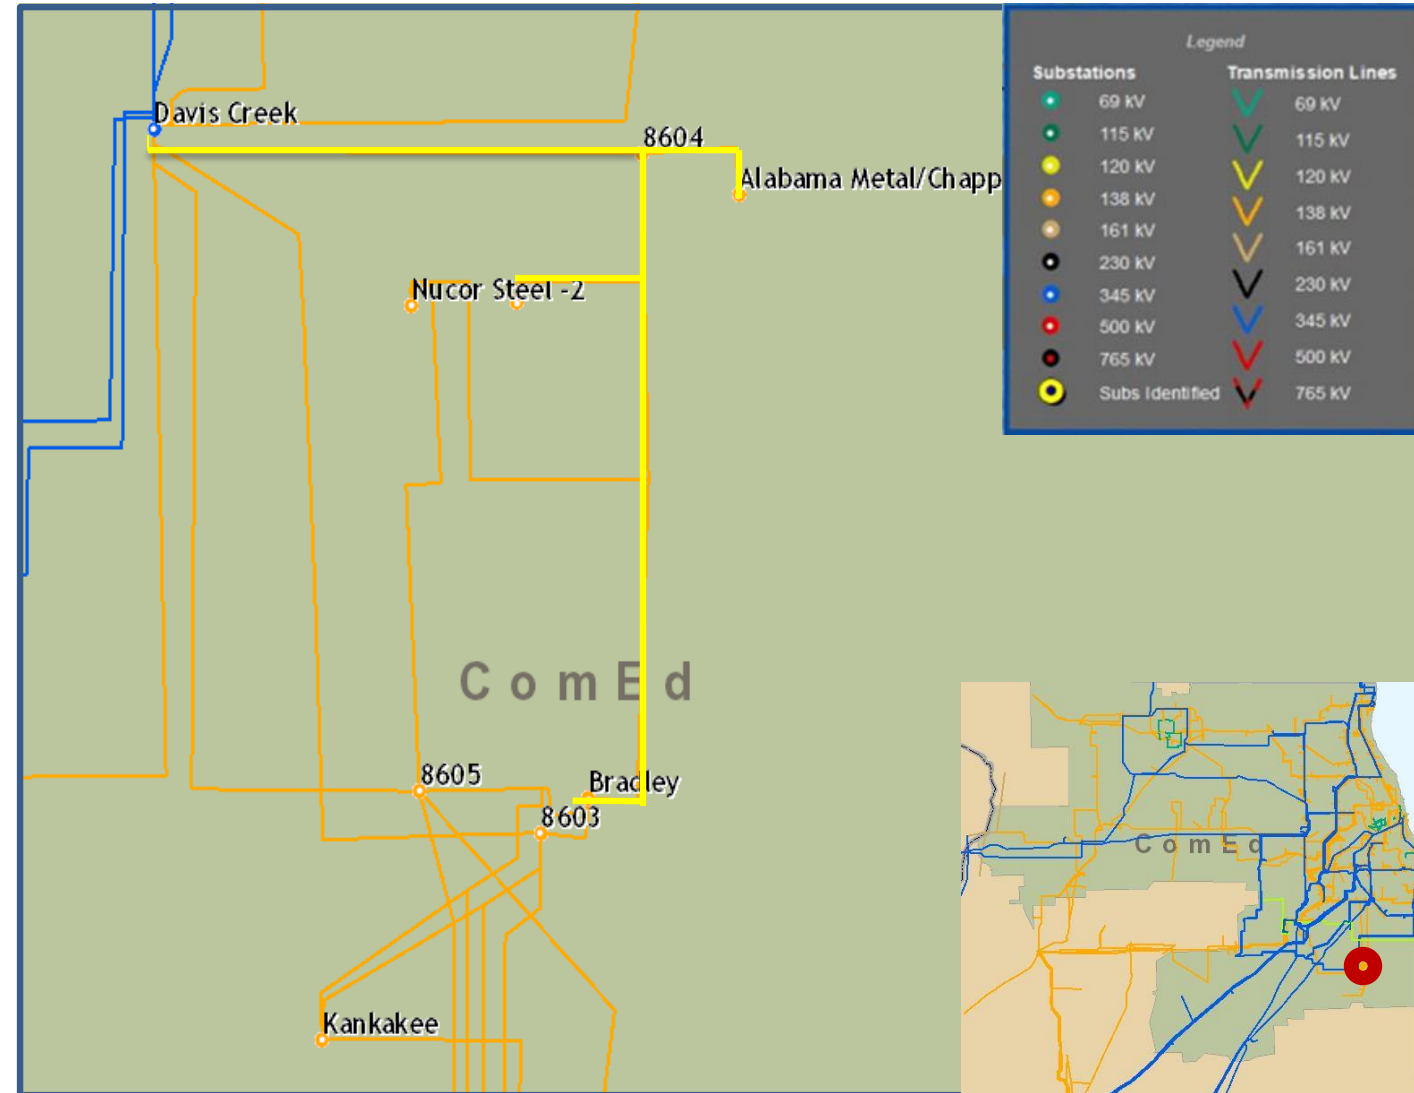 Davis Creek
8604
Alabama Metal/Chapp
Nucor Steel -2
ComEd
8605
Bradley
8603
Kankakee
Legend
Substations Transmission Lines
69 kV 69 kV
115 kV 115 kV
120 kV 120 kV
138 kV 138 kV
161 kV 161 kV
230 kV 230 kV
345 kV 345 kV
500 kV 500 kV
765 kV 765 kV
Subs Identified
ComEd